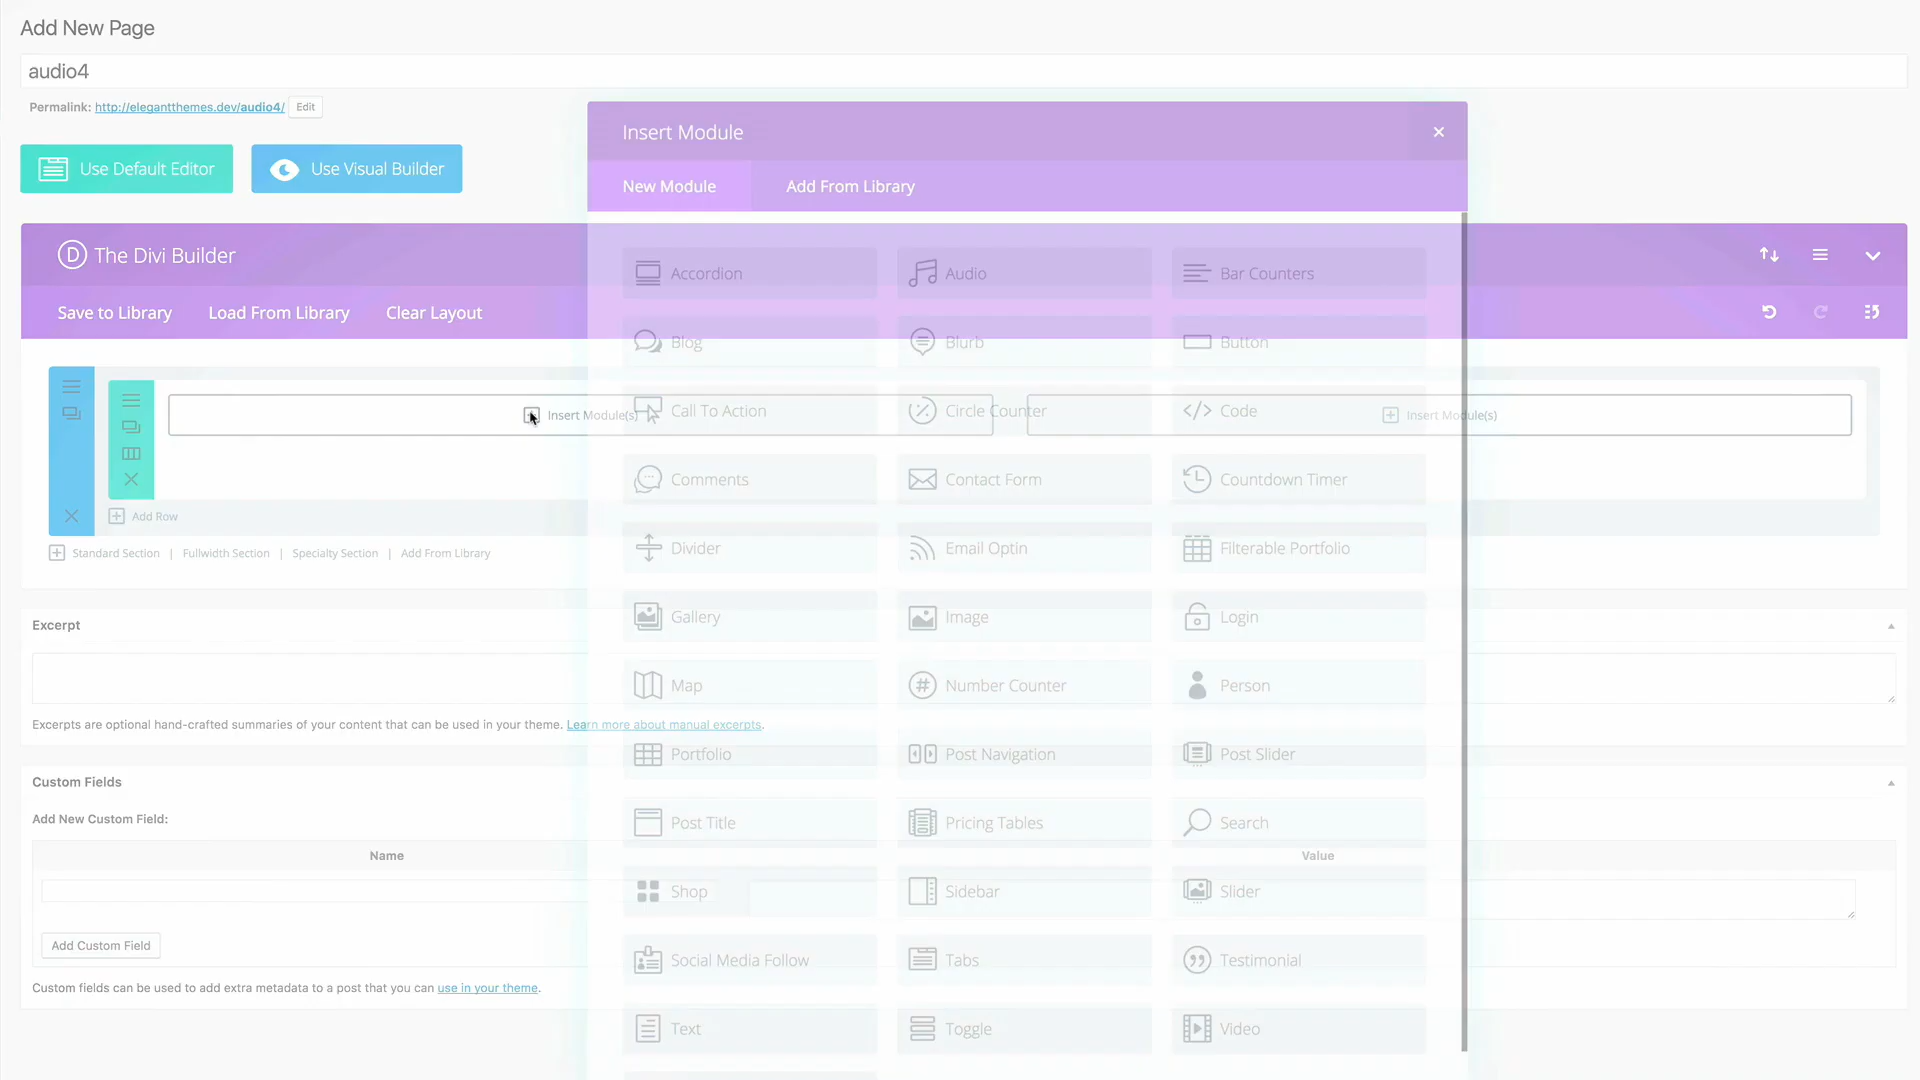 Add New Page
audio4
Permalink: http://elegantthemes.dev/audio4/ Edit
Use Default Editor
Use Visual Builder
The Divi Builder
Save to Library
Load From Library
Clear Layout
Insert Module(s)
Insert Module(s)
Add Row
Standard Section | Fullwidth Section | Specialty Section | Add From Library
Excerpt
Excerpts are optional hand-crafted summaries of your content that can be used in your theme. Learn more about manual excerpts.
Custom Fields
Add New Custom Field:
Name
Value
Add Custom Field
Custom fields can be used to add extra metadata to a post that you can use in your theme.
Insert Module
New Module
Add From Library
Accordion
Audio
Bar Counters
Blog
Blurb
Button
Call To Action
Circle Counter
Code
Comments
Contact Form
Countdown Timer
Divider
Email Optin
Filterable Portfolio
Gallery
Image
Login
Map
Number Counter
Person
Portfolio
Post Navigation
Post Slider
Post Title
Pricing Tables
Search
Shop
Sidebar
Slider
Social Media Follow
Tabs
Testimonial
Text
Toggle
Video